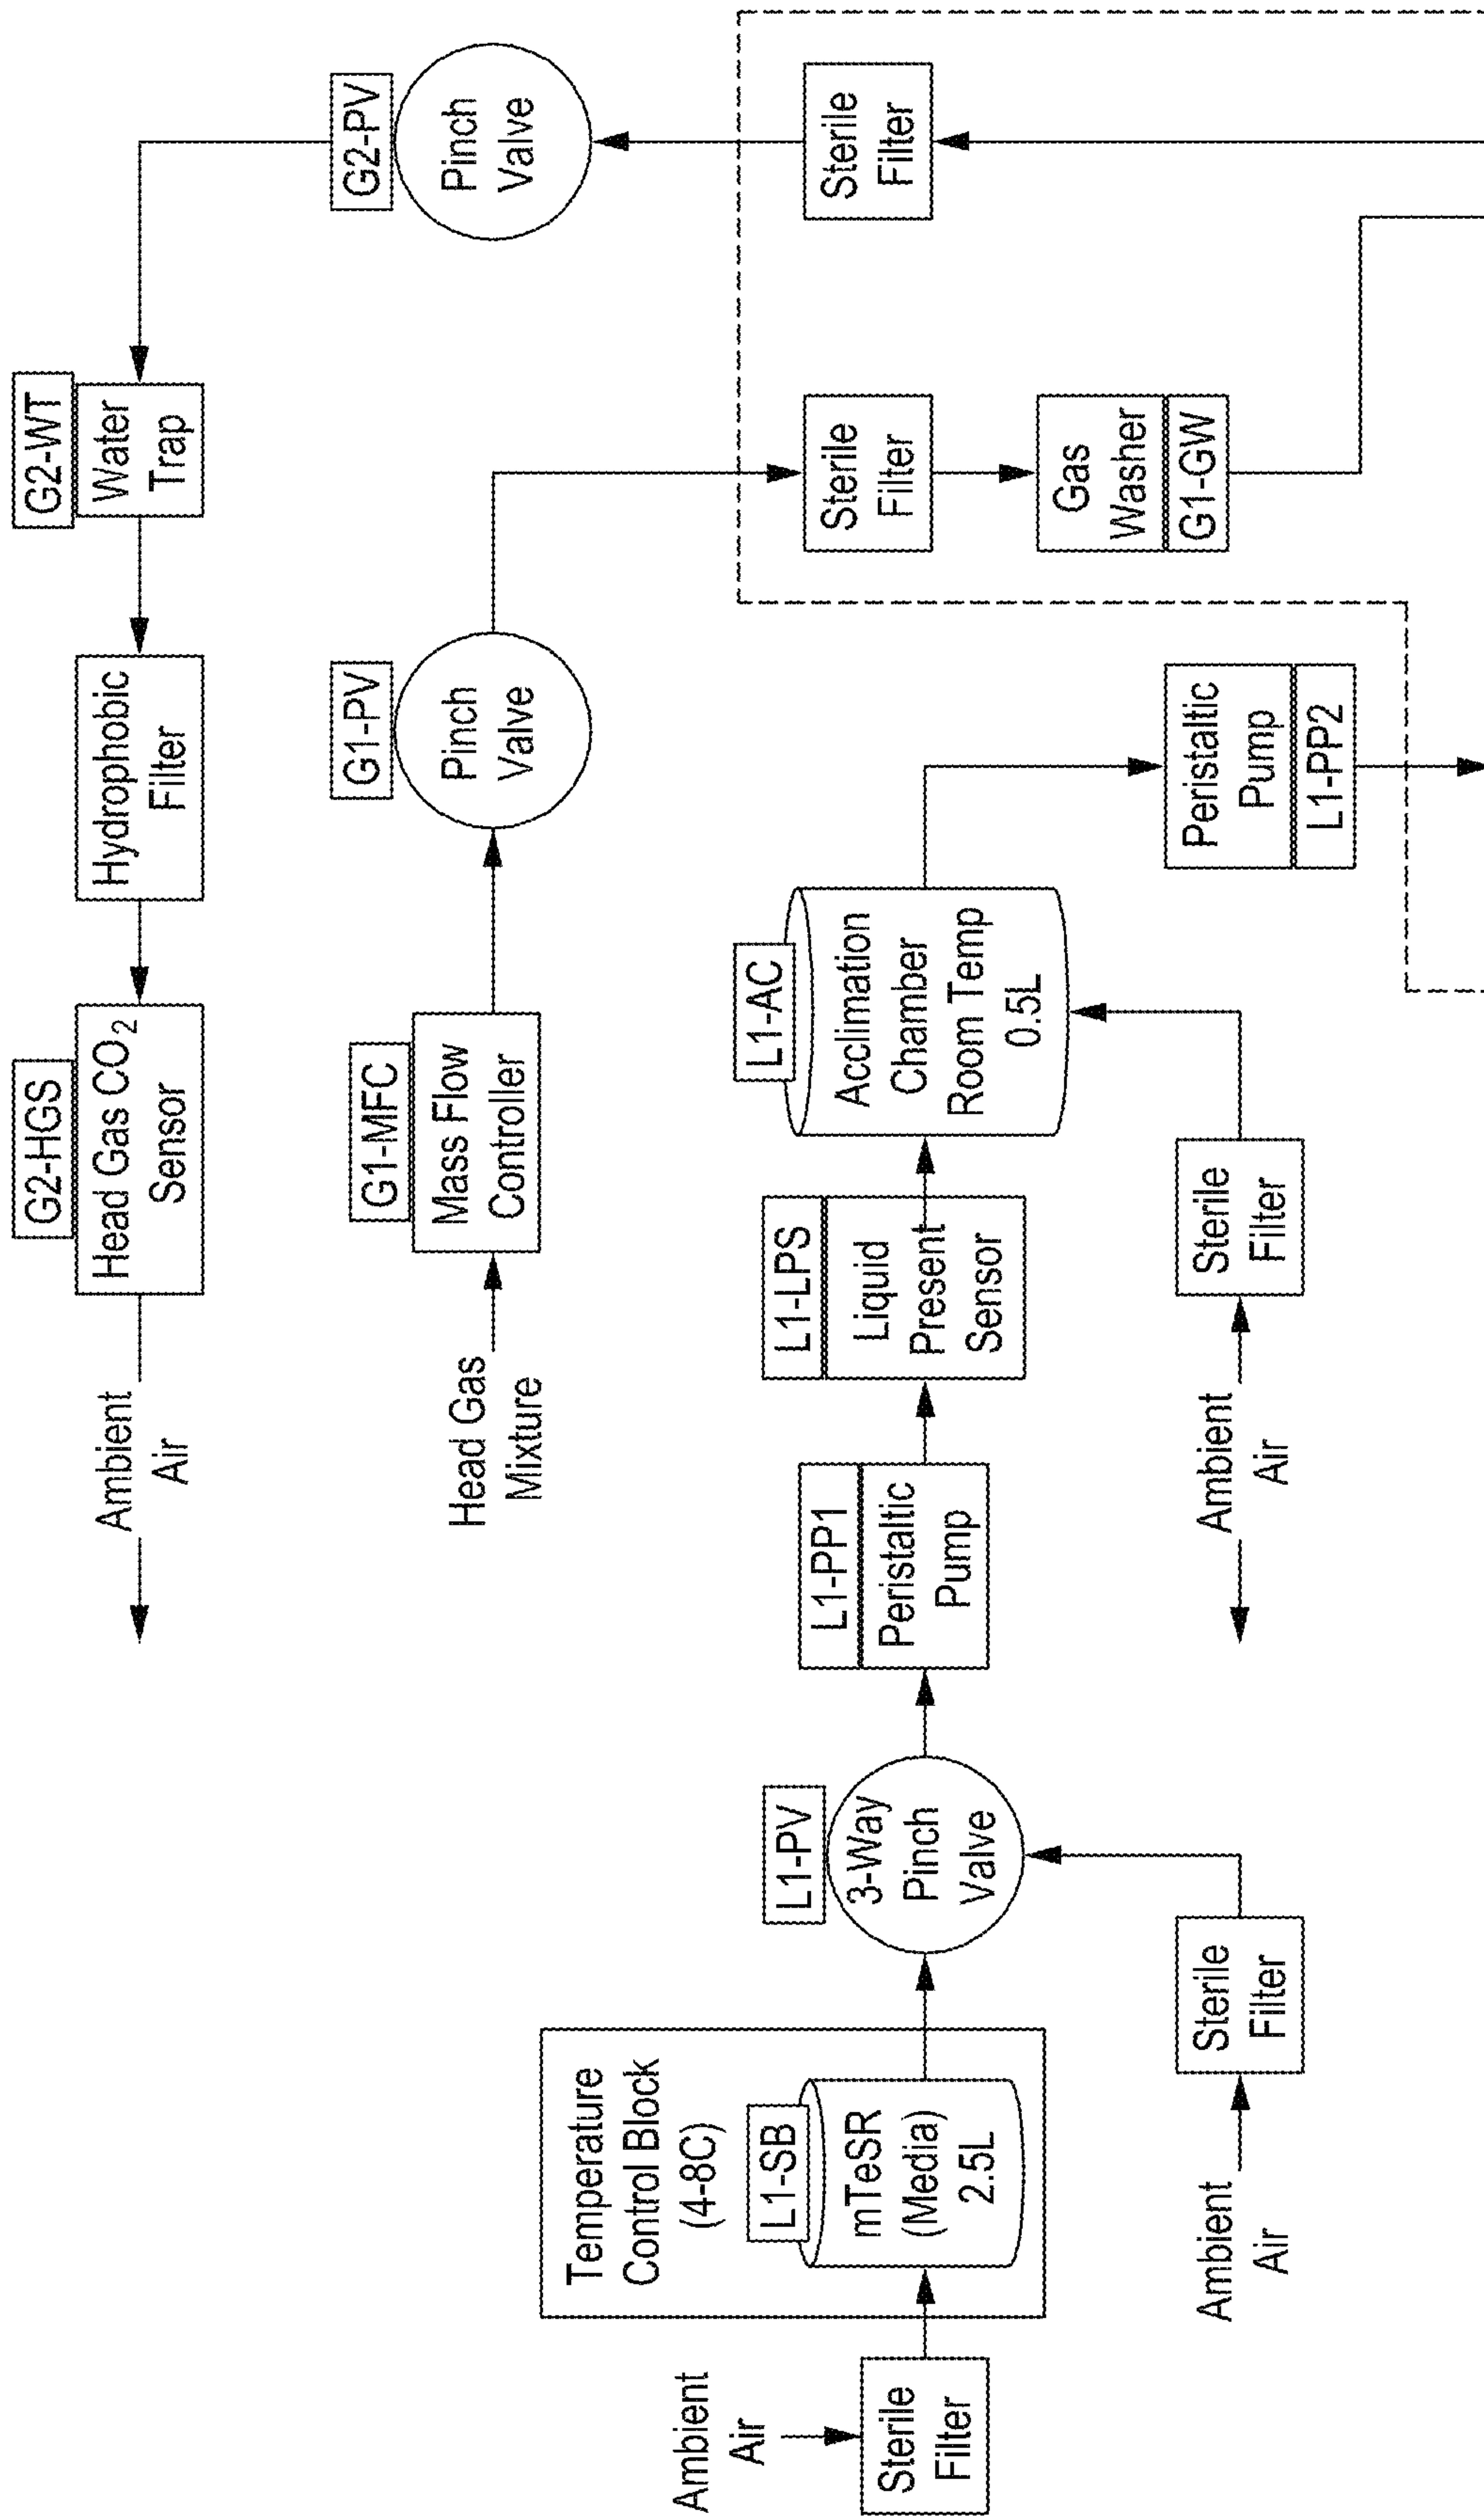 G2-HGS
Head Gas CO2
Sensor
Ambient
Air
Hydrophobic
Filter
G2-WT
Water
Trap
G2-PV
Pinch
Valve
Head Gas
Mixture
G1-MFC
Mass Flow
Controller
G1-PV
Pinch
Valve
Sterile
Filter
Sterile
Filter
Gas
Washer
G1-GW
Ambient
Air
Sterile
Filter
Temperature
Control Block
(4-8C)
L1-SB
mTeSR
(Media)
2.5L
L1-PV
3-Way
Pinch
Valve
L1-PP1
Peristaltic
Pump
L1-LPS
Liquid
Present
Sensor
L1-AC
Acclimation
Chamber
Room Temp
0.5L
Peristaltic
Pump
L1-PP2
Ambient
Air
Sterile
Filter
Ambient
Air
Sterile
Filter